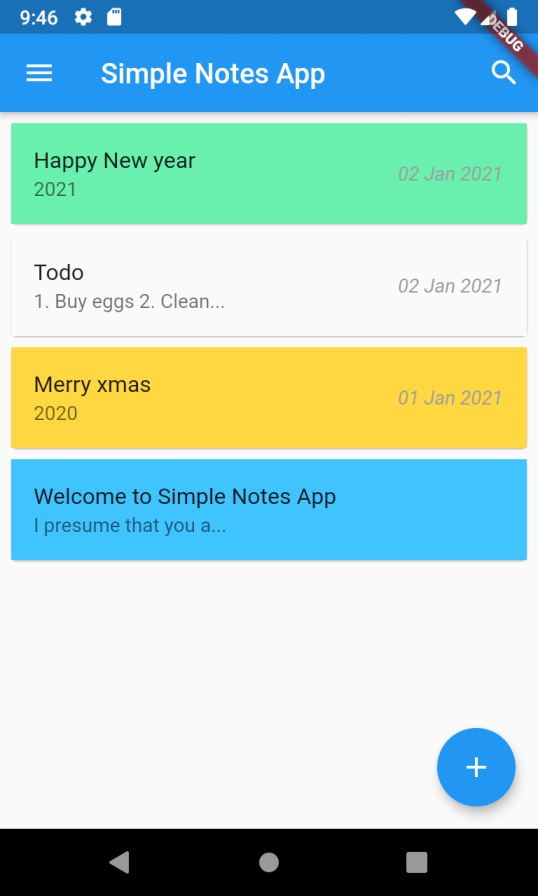 9:46
DEBUG
Simple Notes App
Happy New year
2021
02 Jan 2021
Todo
1. Buy eggs 2. Clean...
02 Jan 2021
Merry xmas
2020
01 Jan 2021
Welcome to Simple Notes App
I presume that you a...